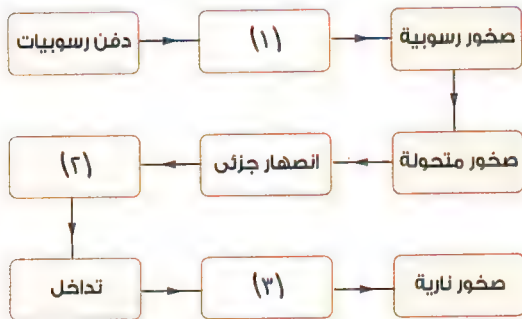 دفن رسوبيات
(١)
صخور رسوبية
صخور متحولة
انصهار جزئى
(٢)
تداخل
(٣)
صخور نارية